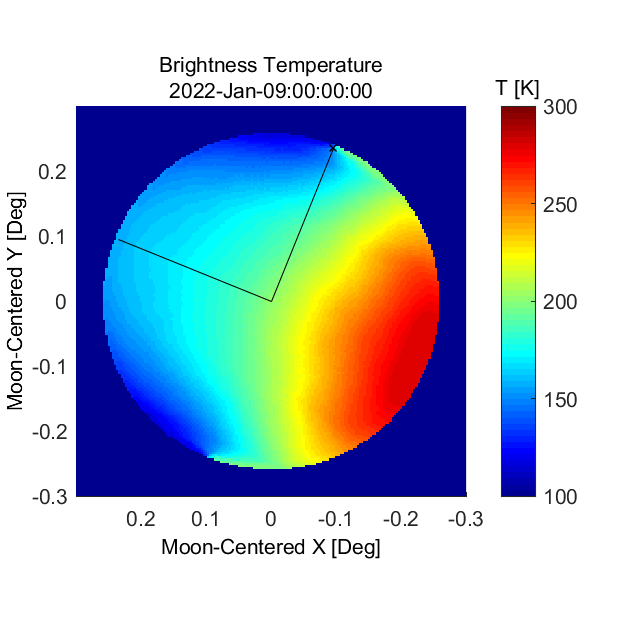 Brightness Temperature
2022-Jan-09:00:00:00:00
T [K]
300
250
200
150
100
0.2
0.1
0
-0.1
-0.2
-0.3
Moon-Centered Y [Deg]
x
0.2
0.1
0
-0.1
-0.2
-0.3
Moon-Centered X [Deg]